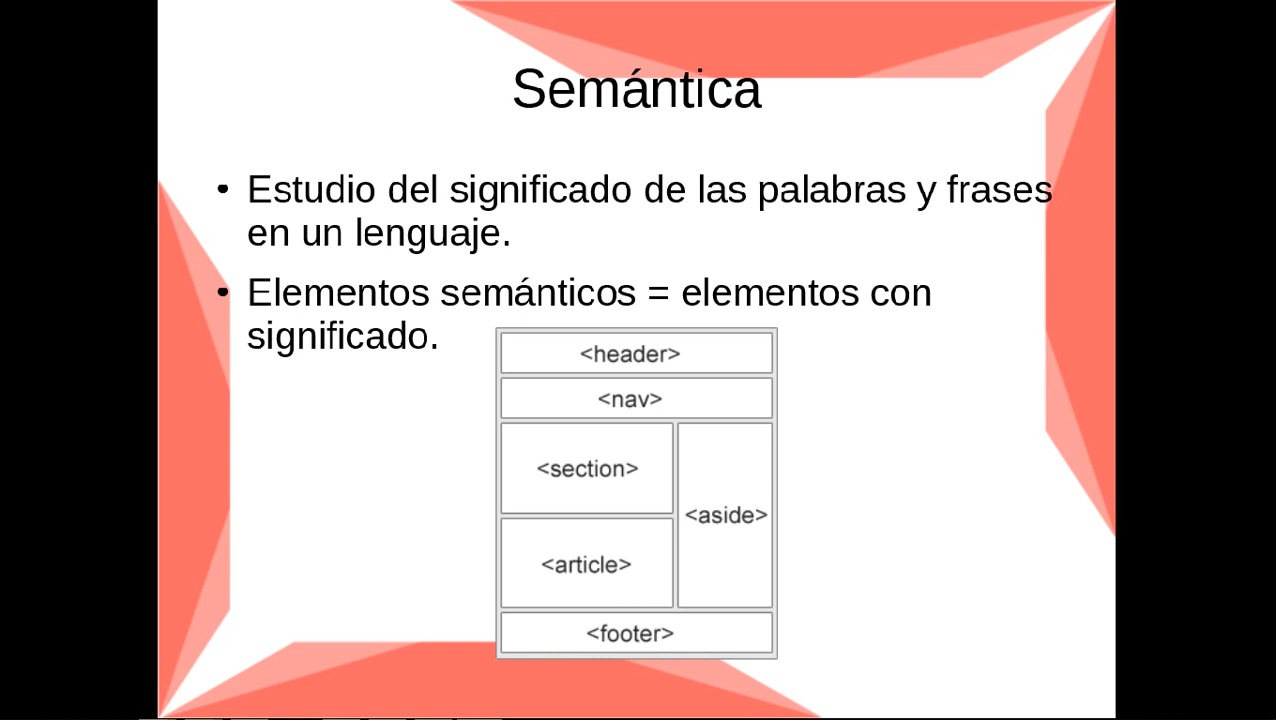 Semántica
• Estudio del significado de las palabras y frases
en un lenguaje.
• Elementos semánticos = elementos con
significado.
<header>
<nav>
<section>
<aside>
<article>
<footer>